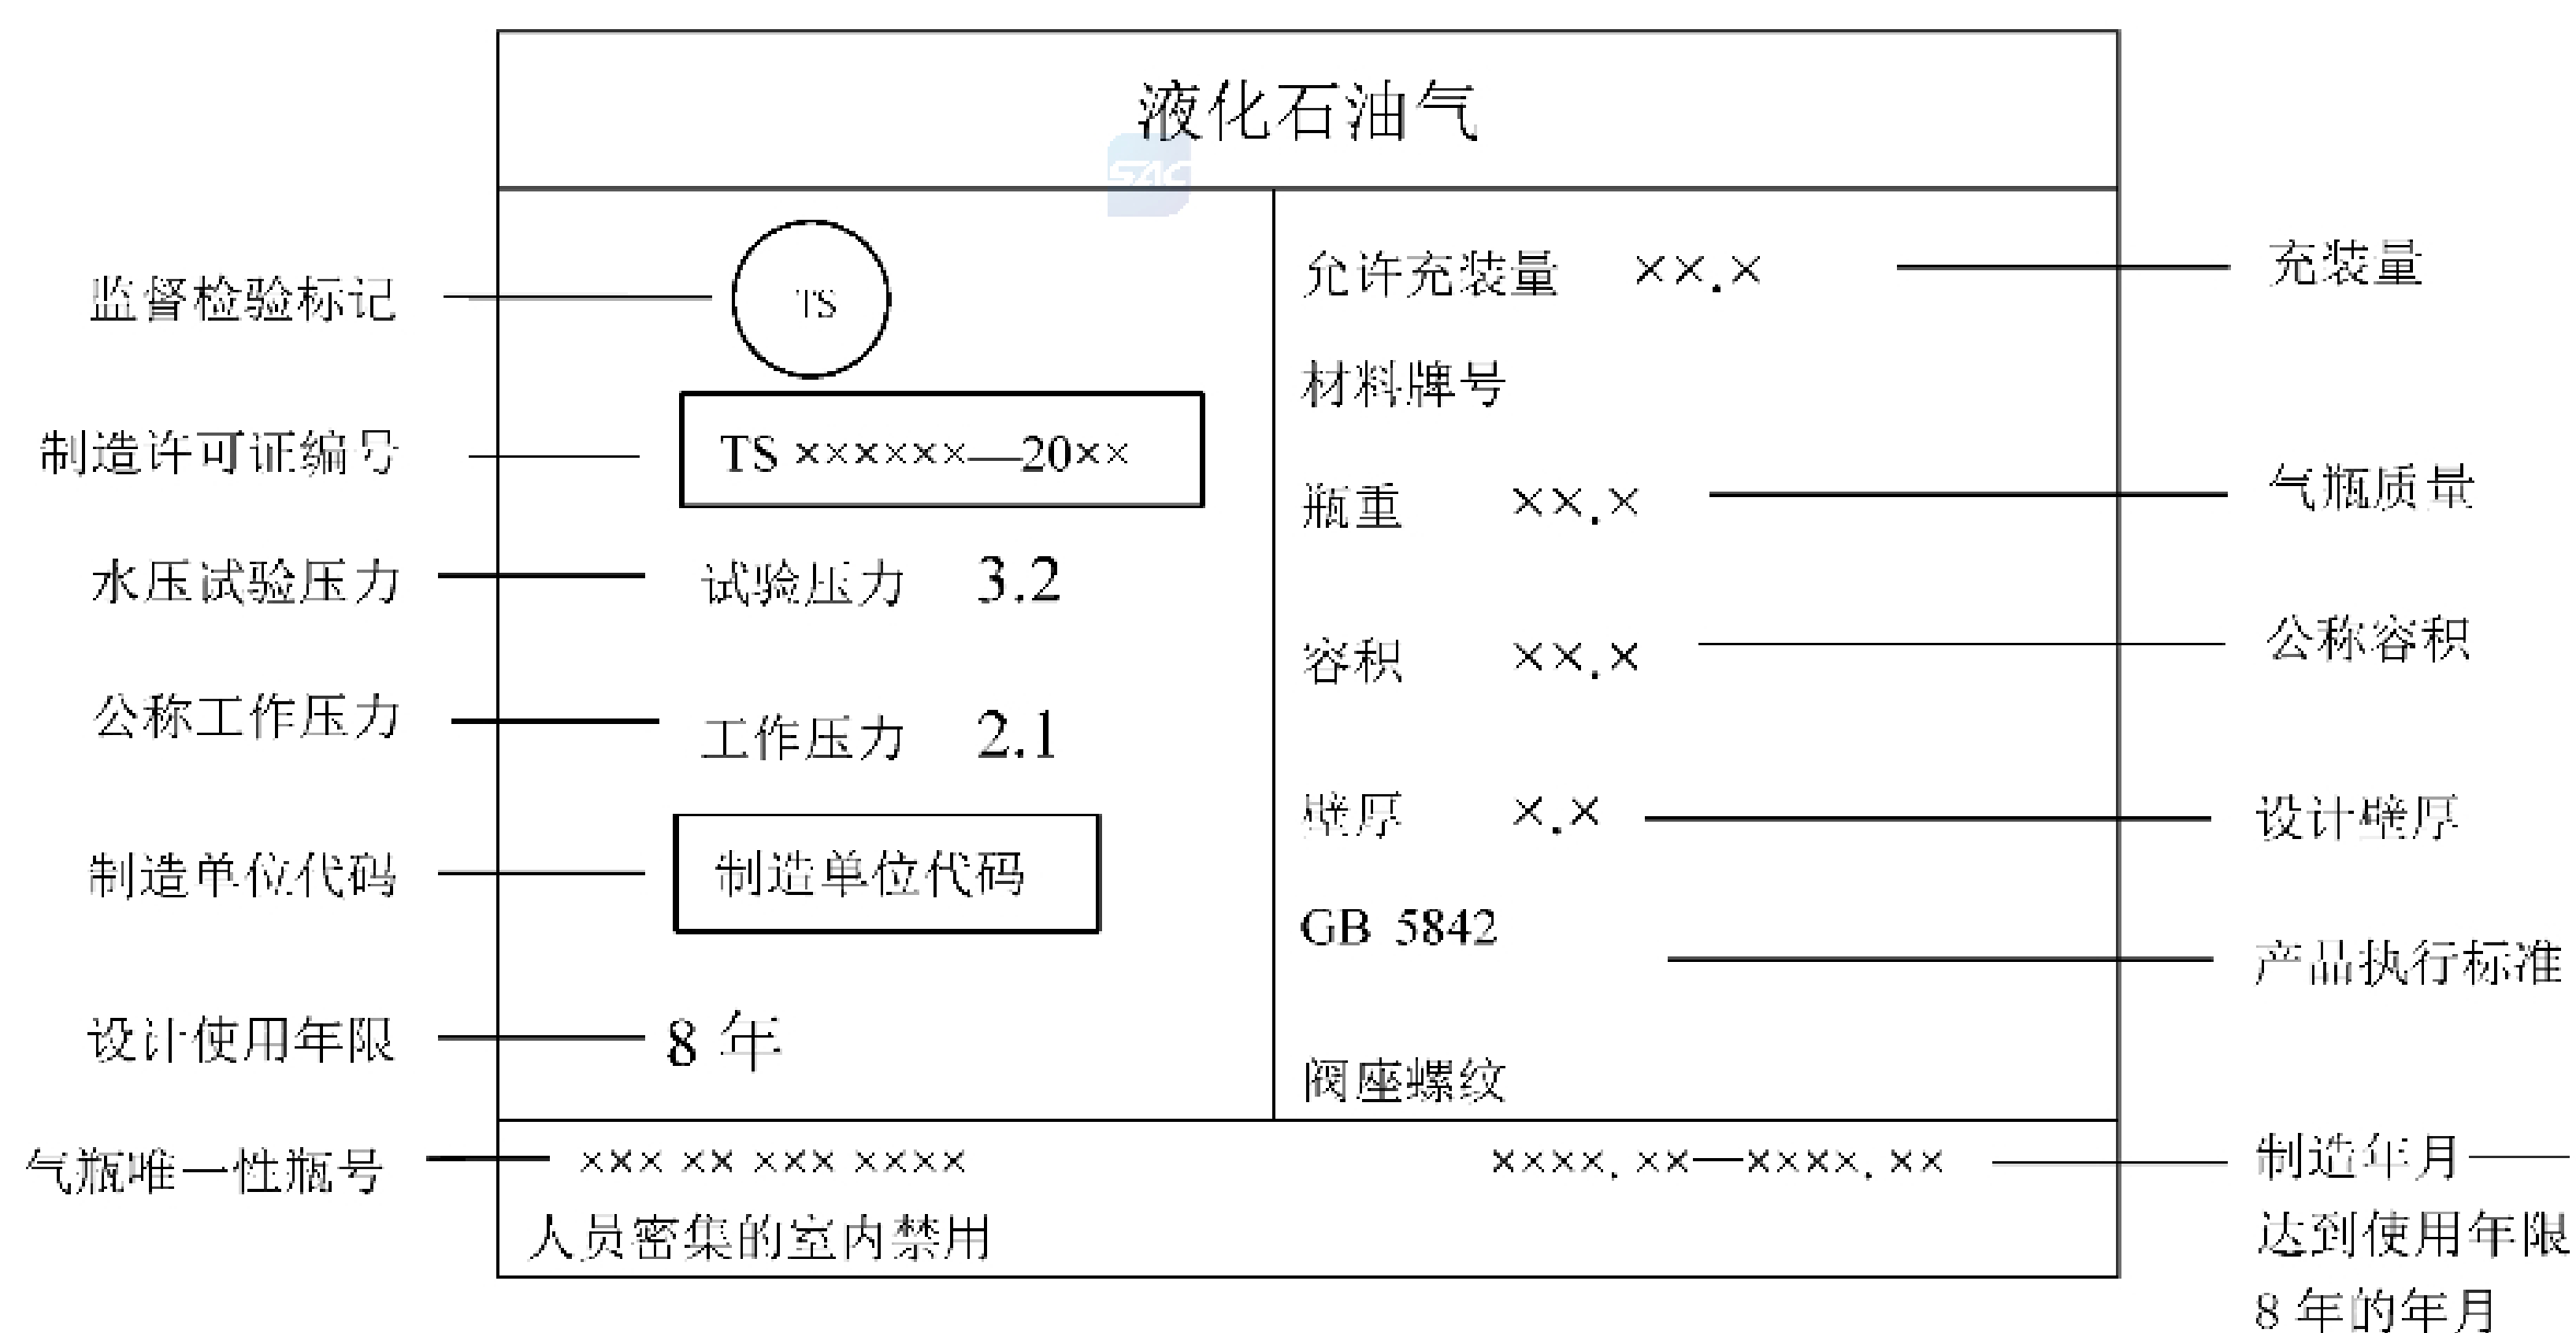 液化石油气
SAC
监督检验标记
TS
制造许可证编号
TS ××××××—20××
水压试验压力
试验压力 3.2
公称工作压力
工作压力 2.1
制造单位代码
制造单位代码
设计使用年限
8 年
允许充装量 ××.×
充装量
材料牌号
瓶重 ××.×
气瓶质量
容积 ××.×
公称容积
壁厚 ×.×
设计壁厚
GB 5842
产品执行标准
阀座螺纹
气瓶唯一性瓶号
××× ×× ××× ××××
××××.××—××××.××
制造年月——
达到使用年限
8 年的年月
人员密集的室内禁用